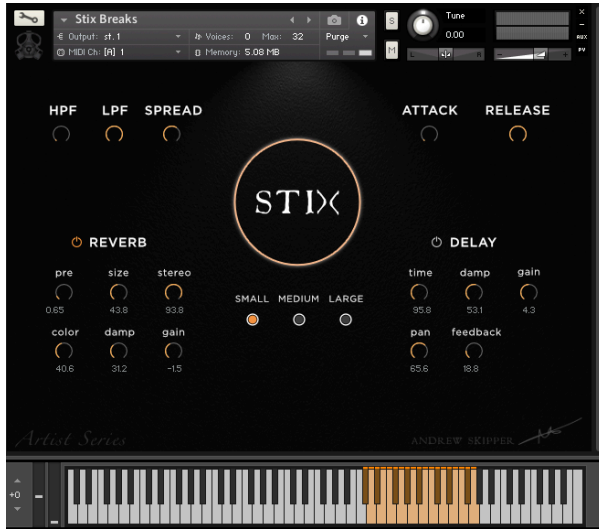 Stix Breaks
Output: st.1 Voices: 0 Max: 32 Purge
MIDI Ch: [A] 1 Memory: 5.08 MB
S
M
Tune
0.00
L R
- +
×
-
AUX
PV
HPF LPF SPREAD ATTACK RELEASE
STIX
REVERB
pre size stereo
0.65 43.8 93.8
color damp gain
40.6 31.2 -1.5
SMALL MEDIUM LARGE
DELAY
time damp gain
95.8 53.1 4.3
pan feedback
65.6 18.8
Artist Series
ANDREW SKIPPER
+0